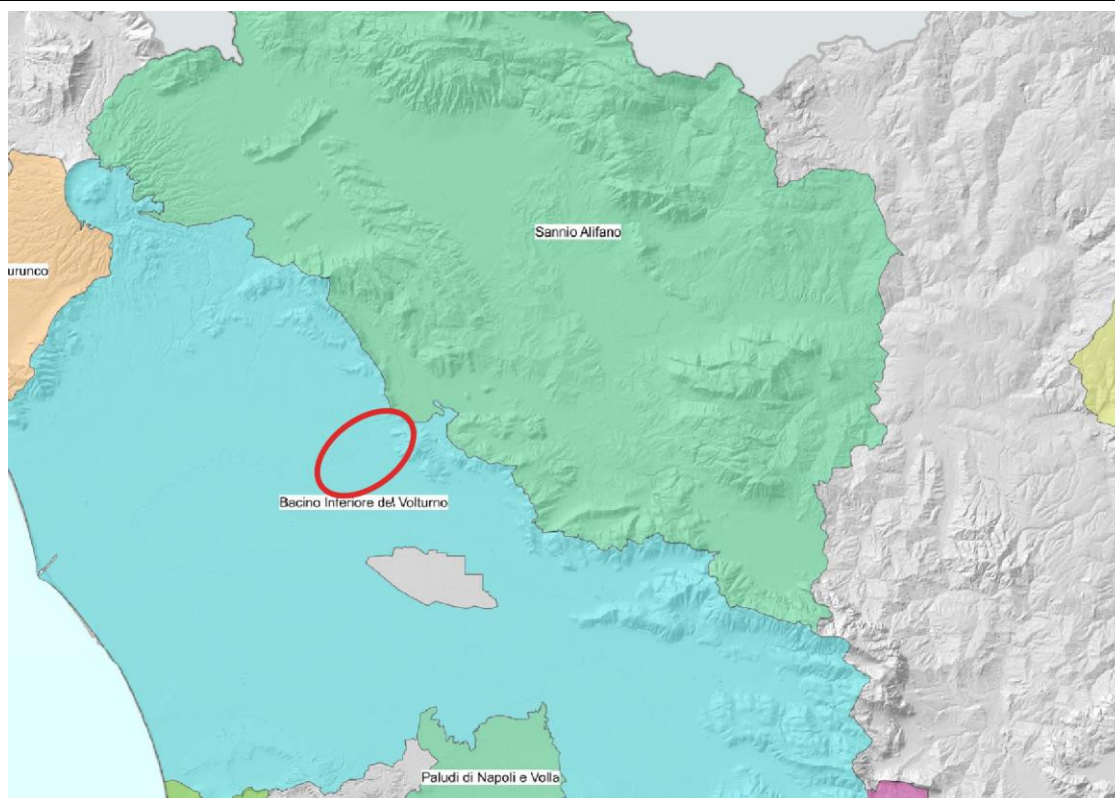 Sannio Alifano
urunco
Bacino Inferiore del Volturno
Paludi di Napoli e Volla